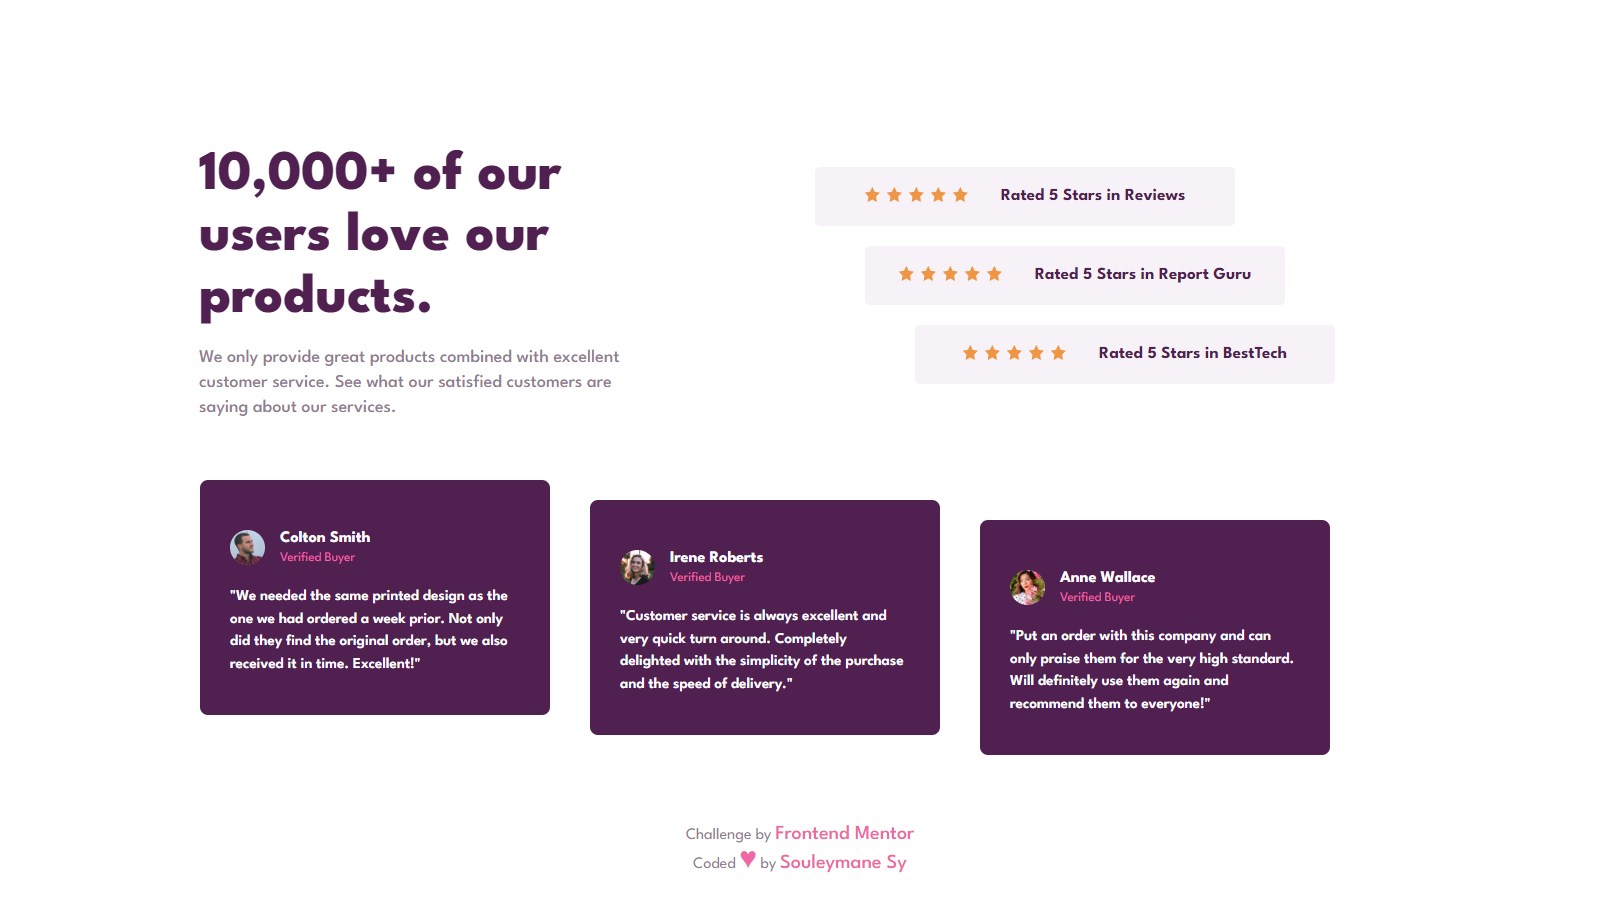 10,000+ of our
users love our
products.
We only provide great products combined with excellent
customer service. See what our satisfied customers are
saying about our services.
Rated 5 Stars in Reviews
Rated 5 Stars in Report Guru
Rated 5 Stars in BestTech
Colton Smith
Verified Buyer
"We needed the same printed design as the
one we had ordered a week prior. Not only
did they find the original order, but we also
received it in time. Excellent!"
Irene Roberts
Verified Buyer
"Customer service is always excellent and
very quick turn around. Completely
delighted with the simplicity of the purchase
and the speed of delivery."
Anne Wallace
Verified Buyer
"Put an order with this company and can
only praise them for the very high standard.
Will definitely use them again and
recommend them to everyone!"
Challenge by Frontend Mentor
Coded ♥ by Souleymane Sy